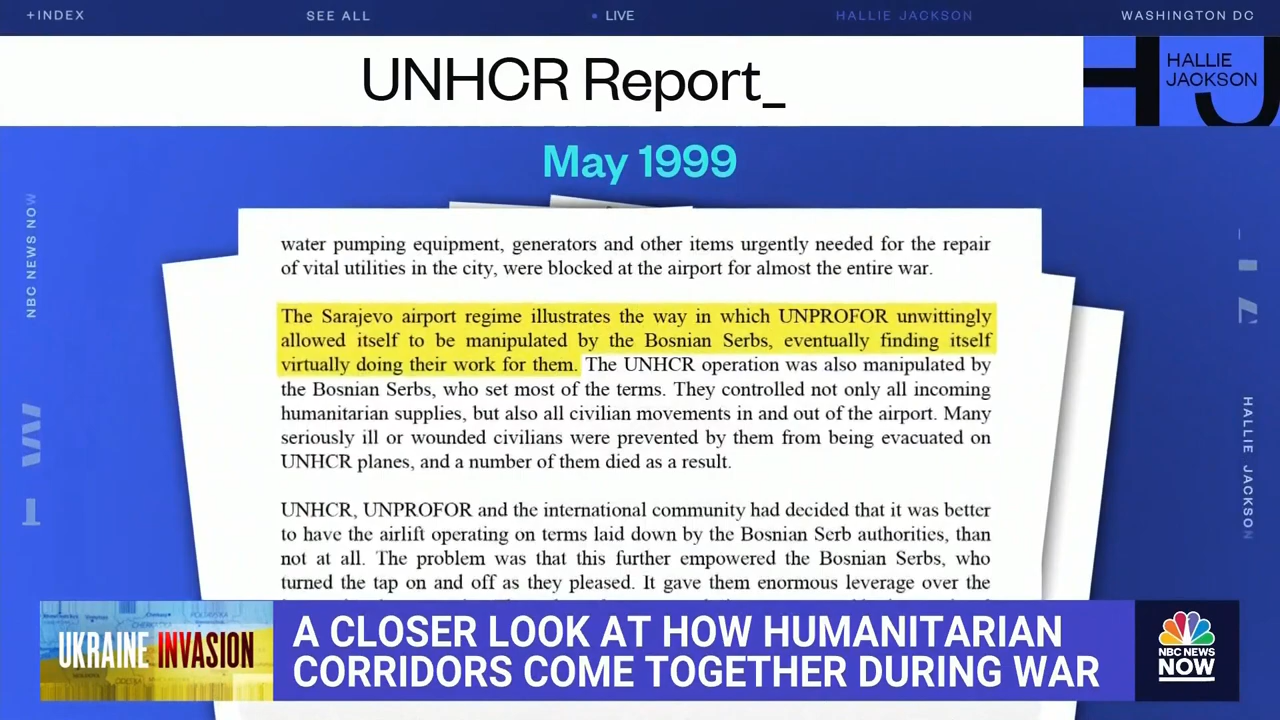 +INDEX
SEE ALL
LIVE
HALLIE JACKSON
WASHINGTON DC
UNHCR Report_
HALLIE
JACKSON
May 1999
NBC NEWS NOW
water pumping equipment, generators and other items urgently needed for the repair
of vital utilities in the city, were blocked at the airport for almost the entire war.
The Sarajevo airport regime illustrates the way in which UNPROFOR unwittingly
allowed itself to be manipulated by the Bosnian Serbs, eventually finding itself
virtually doing their work for them. The UNHCR operation was also manipulated by
the Bosnian Serbs, who set most of the terms. They controlled not only all incoming
humanitarian supplies, but also all civilian movements in and out of the airport. Many
seriously ill or wounded civilians were prevented by them from being evacuated on
UNHCR planes, and a number of them died as a result.
UNHCR, UNPROFOR and the international community had decided that it was better
to have the airlift operating on terms laid down by the Bosnian Serb authorities, than
not at all. The problem was that this further empowered the Bosnian Serbs, who
turned the tap on and off as they pleased. It gave them enormous leverage over the
HALLIE JACKSON
UKRAINE INVASION
A CLOSER LOOK AT HOW HUMANITARIAN
CORRIDORS COME TOGETHER DURING WAR
NBC NEWS
NOW